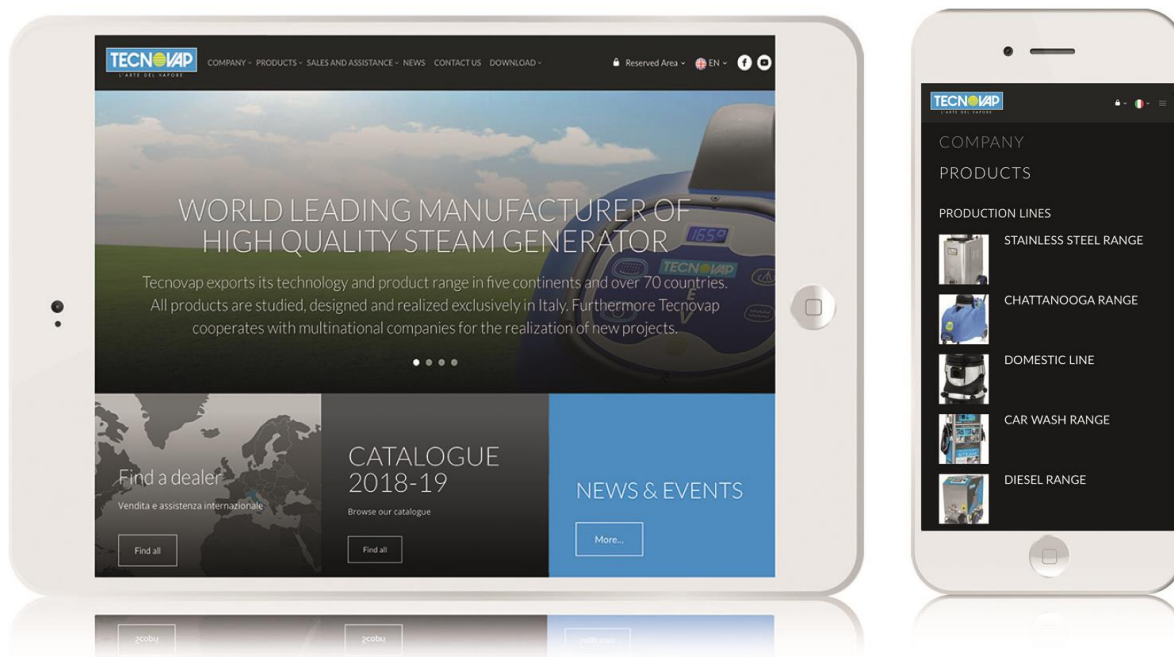 TECNOVAP
L'ARTE DEL VAPORE
COMPANY PRODUCTS SALES AND ASSISTANCE NEWS CONTACT US DOWNLOAD Reserved Area EN
WORLD LEADING MANUFACTURER OF
HIGH QUALITY STEAM GENERATOR
Tecnovap exports its technology and product range in five continents and over 70 countries.
All products are studied, designed and realized exclusively in Italy. Furthermore Tecnovap
cooperates with multinational companies for the realization of new projects.
165°
TECNOVAP
EV
Find a dealer
Vendita e assistenza internazionale
Find all
CATALOGUE
2018-19
Browse our catalogue
Find all
NEWS & EVENTS
More...
TECNOVAP
L'ARTE DEL VAPORE
COMPANY
PRODUCTS
PRODUCTION LINES
STAINLESS STEEL RANGE
CHATTANOOGA RANGE
DOMESTIC LINE
CAR WASH RANGE
DIESEL RANGE